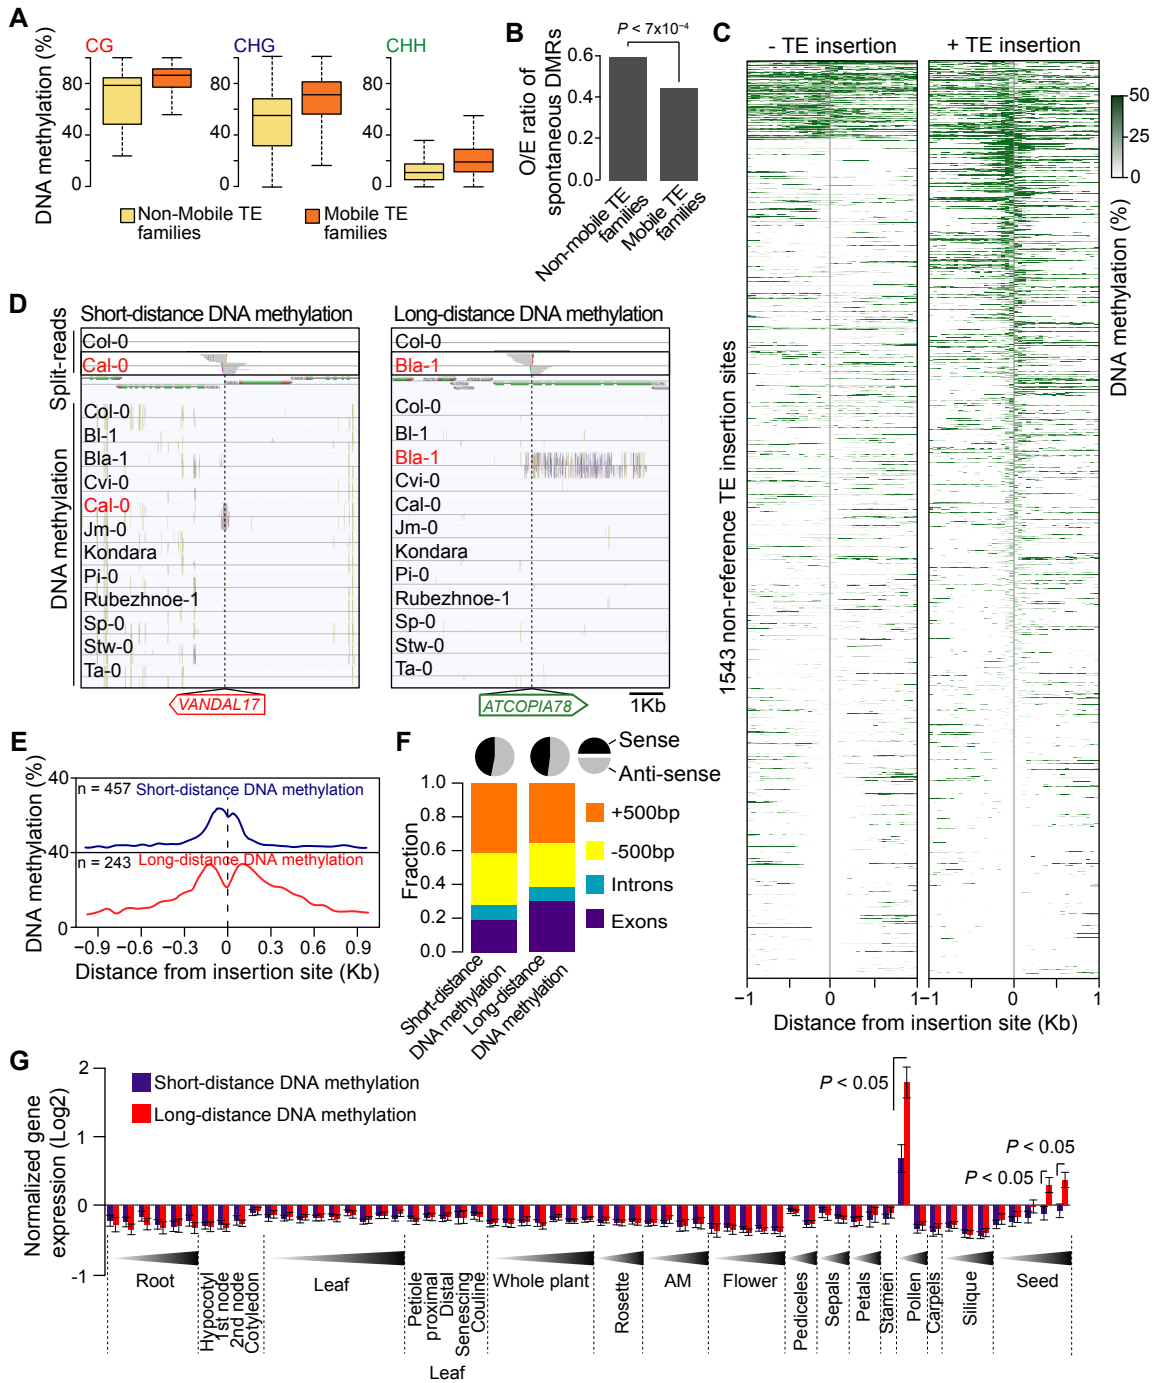 A
DNA methylation (%)
CG
CHG
CHH
80
40
0
80
40
0
80
40
0
Non-Mobile TE
families
Mobile TE
families
B
P < 7x10⁻⁴
O/E ratio of
spontaneous DMRs
0.6
0.4
0.2
0.0
Non-mobile TE
families
Mobile TE
families
C
- TE insertion
+ TE insertion
50
25
0
DNA methylation (%)
1543 non-reference TE insertion sites
−1
0
1
−1
0
1
Distance from insertion site (Kb)
D
Short-distance DNA methylation
Long-distance DNA methylation
Split-reads
DNA methylation
Col-0
Cal-0
Col-0
Bl-1
Bla-1
Cvi-0
Cal-0
Jm-0
Kondara
Pi-0
Rubezhnoe-1
Sp-0
Stw-0
Ta-0
VANDAL17
Col-0
Bla-1
Col-0
Bl-1
Bla-1
Cvi-0
Cal-0
Jm-0
Kondara
Pi-0
Rubezhnoe-1
Sp-0
Stw-0
Ta-0
ATCOPIA78
1Kb
E
DNA methylation (%)
40
n = 457
Short-distance DNA methylation
40
n = 243
Long-distance DNA methylation
0
-0.9
-0.6
-0.3
0
0.3
0.6
0.9
Distance from insertion site (Kb)
F
Sense
Anti-sense
Fraction
1.0
0.8
0.6
0.4
0.2
0.0
+500bp
-500bp
Introns
Exons
Short-distance
DNA methylation
Long-distance
DNA methylation
G
Normalized gene
expression (Log2)
2
1
0
-1
Short-distance DNA methylation
Long-distance DNA methylation
P < 0.05
P < 0.05
P < 0.05
Root
Hypocotyl
1st node
2nd node
Cotyledon
Leaf
Petiole
proximal
Distal
Senescing
Couline
Leaf
Whole plant
Rosette
AM
Flower
Pediceles
Sepals
Petals
Stamen
Pollen
Carpels
Silique
Seed